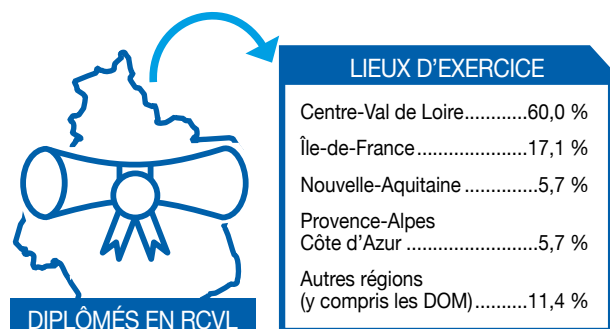 LIEUX D'EXERCICE
Centre-Val de Loire............60,0 %
Île-de-France.....................17,1 %
Nouvelle-Aquitaine..............5,7 %
Provence-Alpes
Côte d'Azur.........................5,7 %
Autres régions
(y compris les DOM)..........11,4 %
DIPLÔMÉS EN RCVL